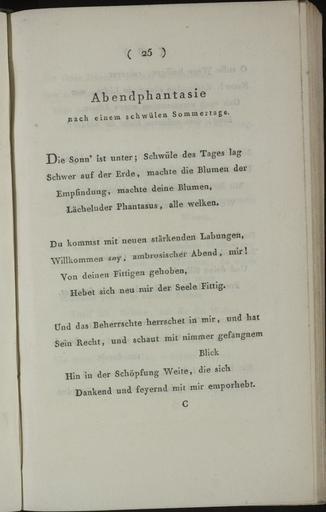 ( 25 )
Abendphantasie
nach einem schwülen Sommertage.
Die Sonn' ist unter; Schwüle des Tages lag
Schwer auf der Erde, machte die Blumen der
Empfindung, machte deine Blumen,
Lächelnder Phantasus, alle welken.
Du kommst mit neuen stärkenden Labungen,
Willkommen sey, ambrosischer Abend, mir!
Von deinen Fittigen gehoben,
Hebet sich neu mir der Seele Fittig.
Und das Beherrschte herrschet in mir, und hat
Sein Recht, und schaut mit nimmer gefangnem
Blick
Hin in der Schöpfung Weite, die sich
Dankend und feyernd mit mir emporhebt.
C